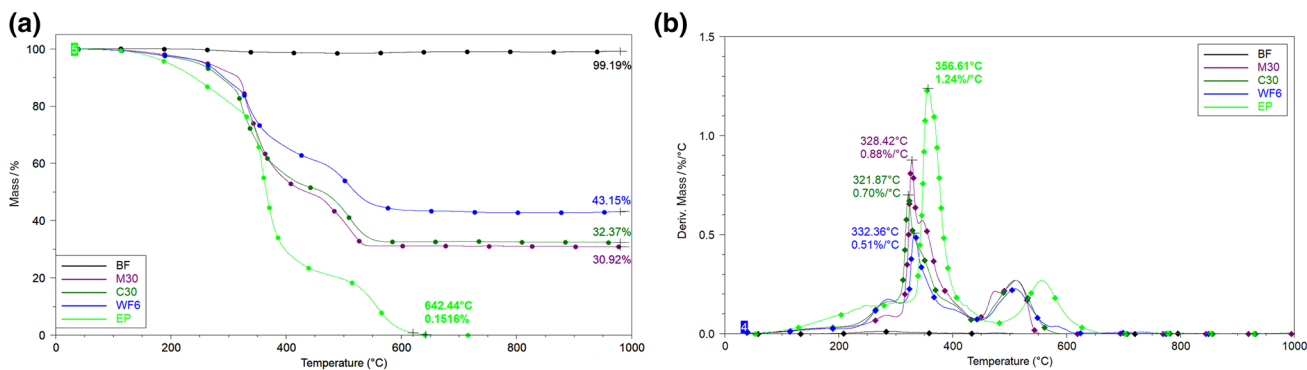 (a)
100
80
60
40
20
0
Mass / %
5
99.19%
43.15%
32.37%
30.92%
642.44°C
0.1516%
BF
M30
C30
WF6
EP
0
200
400
600
800
1000
Temperature (°C)
(b)
1.5
1.0
0.5
0.0
Deriv. Mass / %/°C
4
356.61°C
1.24%/°C
328.42°C
0.88%/°C
321.87°C
0.70%/°C
332.36°C
0.51%/°C
BF
M30
C30
WF6
EP
0
200
400
600
800
1000
Temperature (°C)